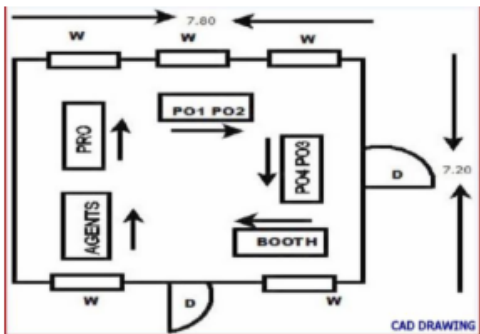 7.80
W
W
W
PO1 PO2
PRO
PO4 PO3
D
7.20
AGENTS
BOOTH
W
D
W
CAD DRAWING